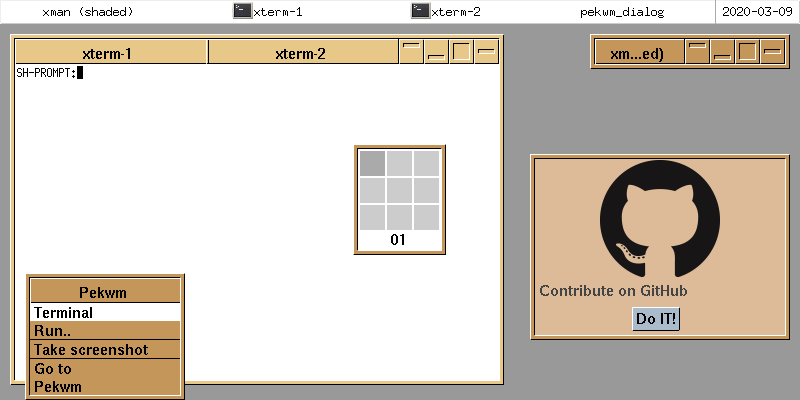 xman (shaded)
xterm-1
xterm-2
pekwm_dialog
2020-03-09
xterm-1
xterm-2
xm...ed)
SH-PROMPT:
01
Contribute on GitHub
Do IT!
Pekwm
Terminal
Run..
Take screenshot
Go to
Pekwm